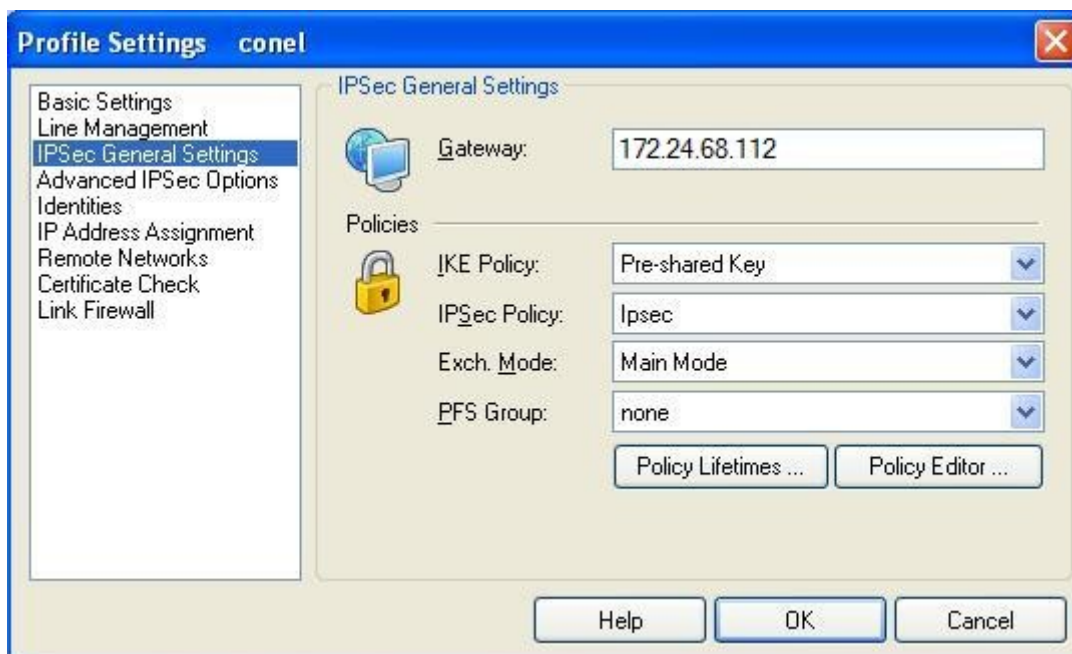 Profile Settings conel
Basic Settings
Line Management
IPSec General Settings
Advanced IPSec Options
Identities
IP Address Assignment
Remote Networks
Certificate Check
Link Firewall
IPSec General Settings
Gateway: 172.24.68.112
Policies
IKE Policy: Pre-shared Key
IPSec Policy: Ipsec
Exch. Mode: Main Mode
PFS Group: none
Policy Lifetimes ... Policy Editor ...
Help OK Cancel